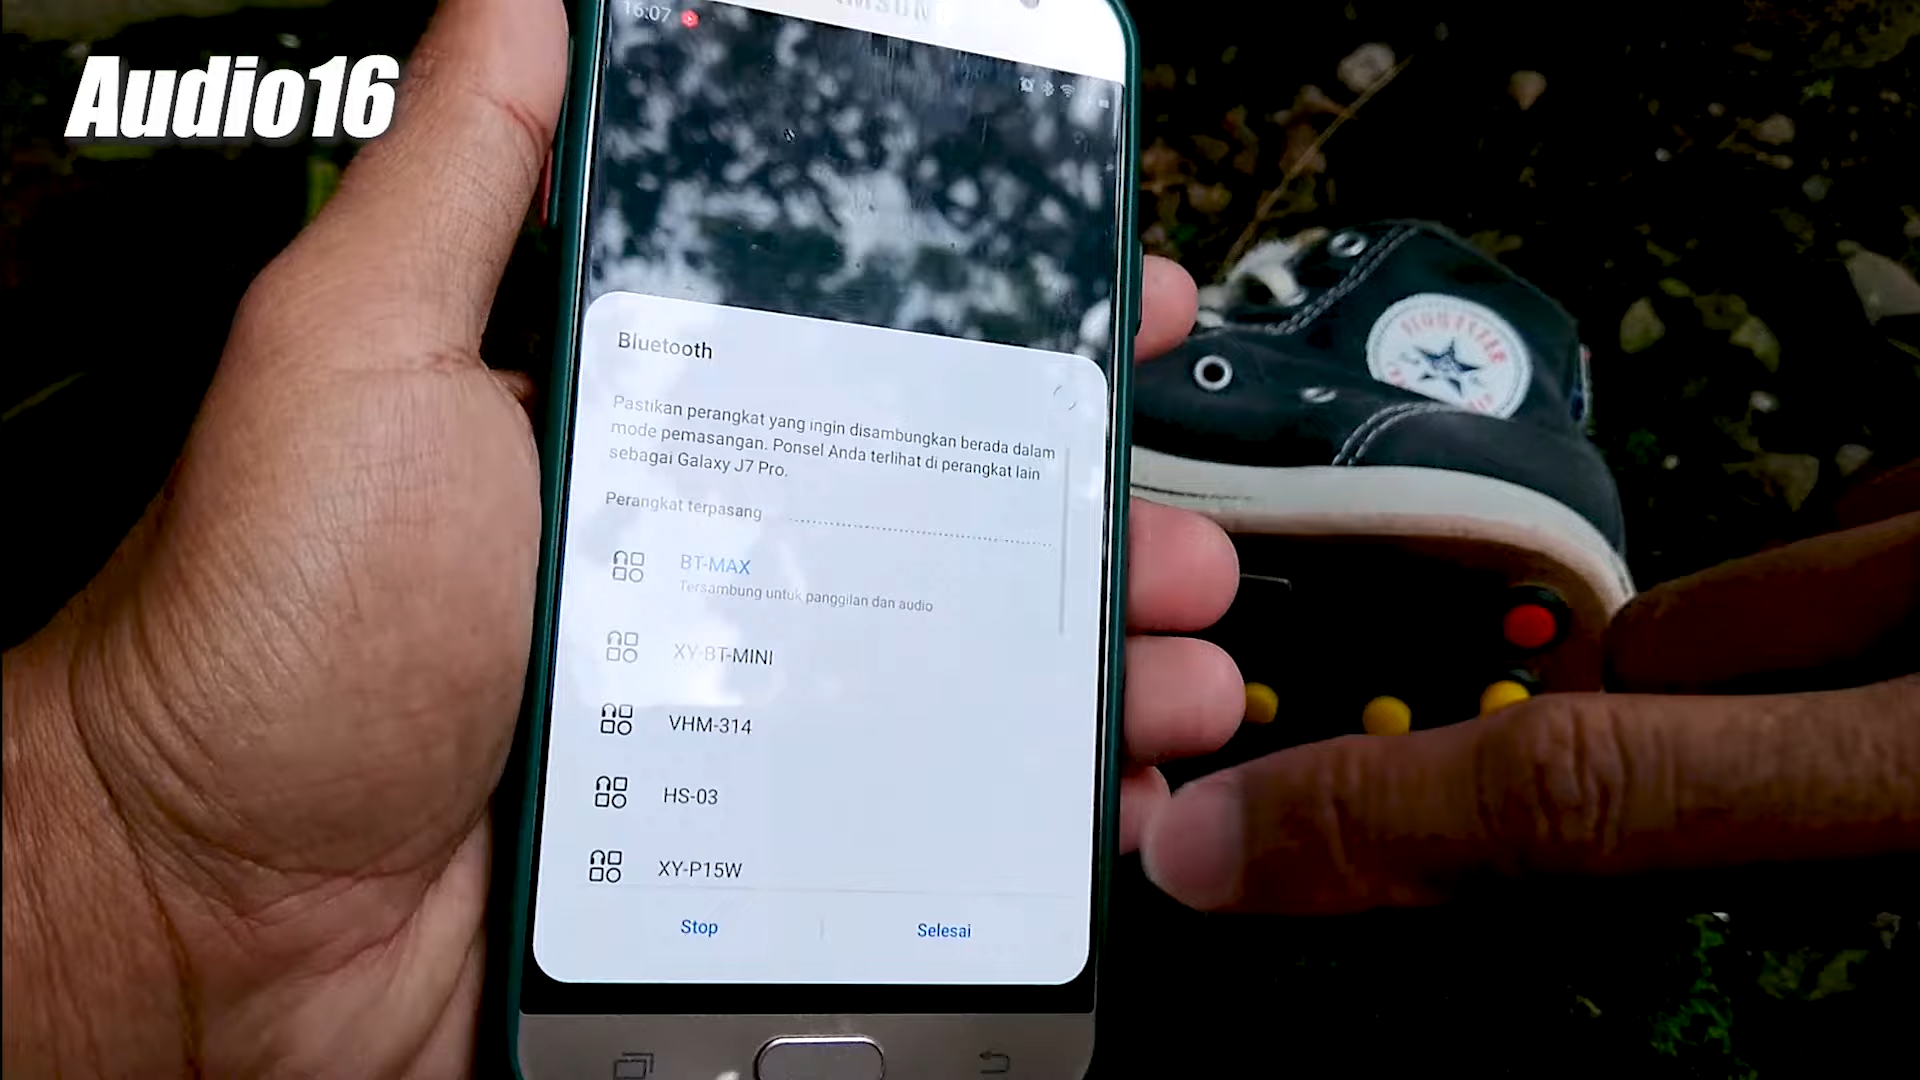 Audio16
16:07
Bluetooth
Pastikan perangkat yang ingin disambungkan berada dalam
mode pemasangan. Ponsel Anda terlihat di perangkat lain
sebagai Galaxy J7 Pro.
Perangkat terpasang
BT-MAX
Tersambung untuk panggilan dan audio
XY-BT-MINI
VHM-314
HS-03
XY-P15W
Stop
Selesai